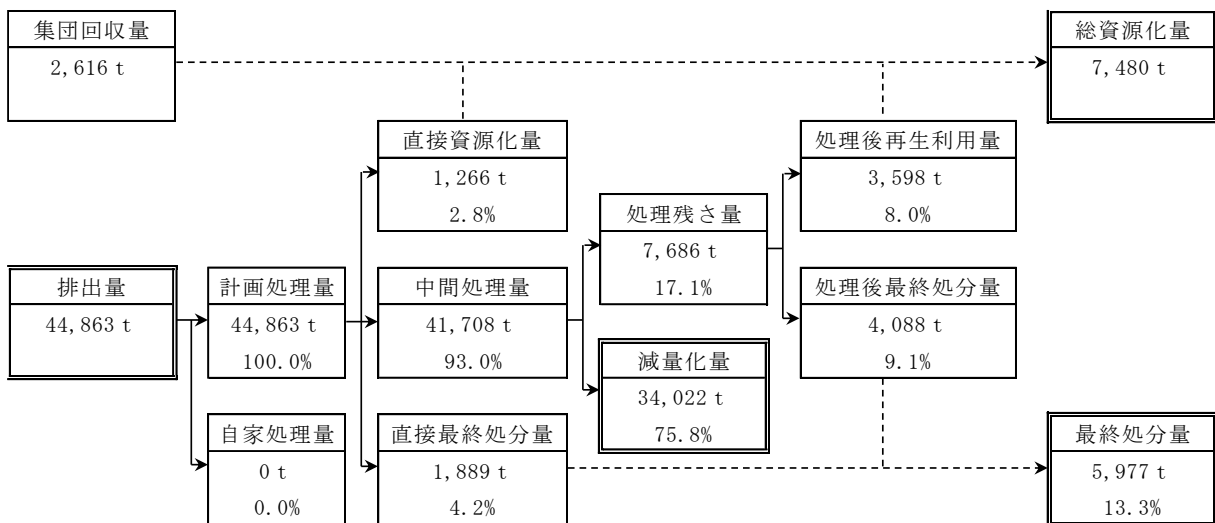 集団回収量
2,616 t
総資源化量
7,480 t
直接資源化量
1,266 t
2.8%
処理後再生利用量
3,598 t
8.0%
処理残さ量
7,686 t
17.1%
排出量
44,863 t
計画処理量
44,863 t
100.0%
中間処理量
41,708 t
93.0%
処理後最終処分量
4,088 t
9.1%
減量化量
34,022 t
75.8%
自家処理量
0 t
0.0%
直接最終処分量
1,889 t
4.2%
最終処分量
5,977 t
13.3%